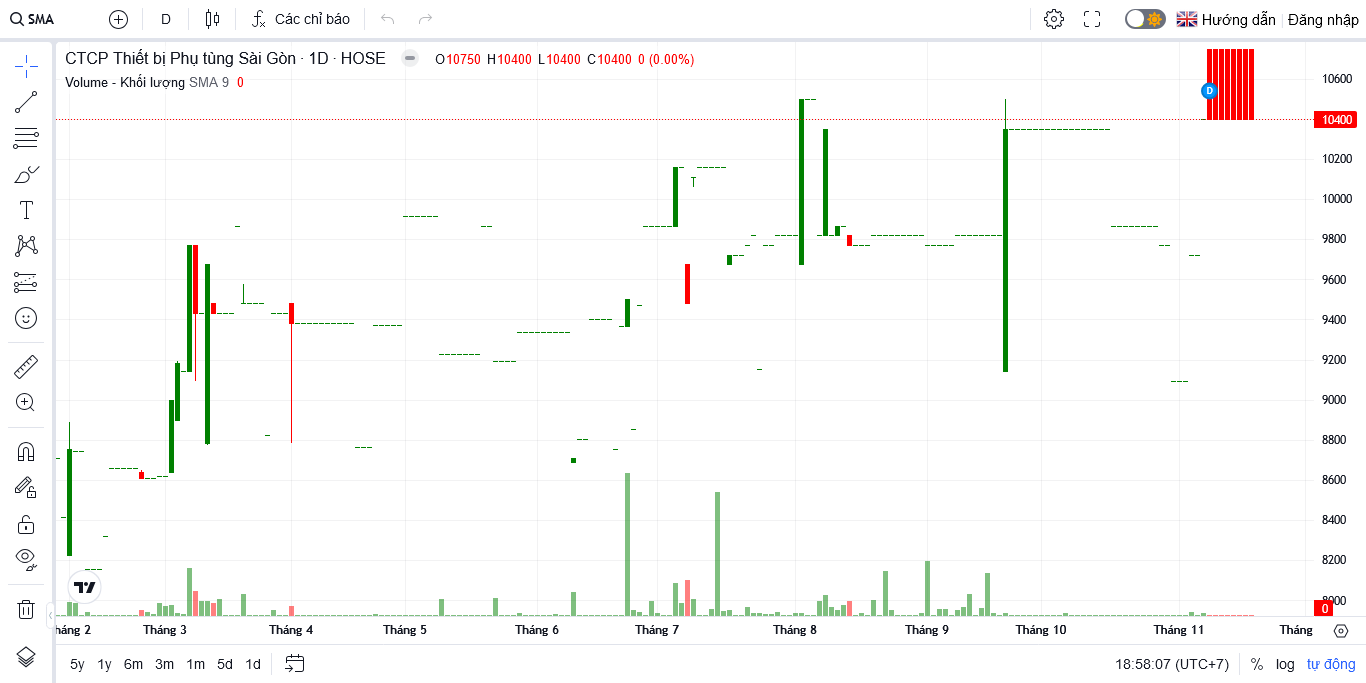 SMA D Các chỉ báo Hướng dẫn Đăng nhập
CTCP Thiết bị Phụ tùng Sài Gòn · 1D · HOSE O10750 H10400 L10400 C10400 0 (0.00%)
Volume - Khối lượng SMA 9 0
10600
D
10400
10200
10000
9800
9600
9400
9200
9000
8800
8600
8400
8200
8000
0
háng 2 Tháng 3 Tháng 4 Tháng 5 Tháng 6 Tháng 7 Tháng 8 Tháng 9 Tháng 10 Tháng 11 Tháng
5y 1y 6m 3m 1m 5d 1d 18:58:07 (UTC+7) % log tự động